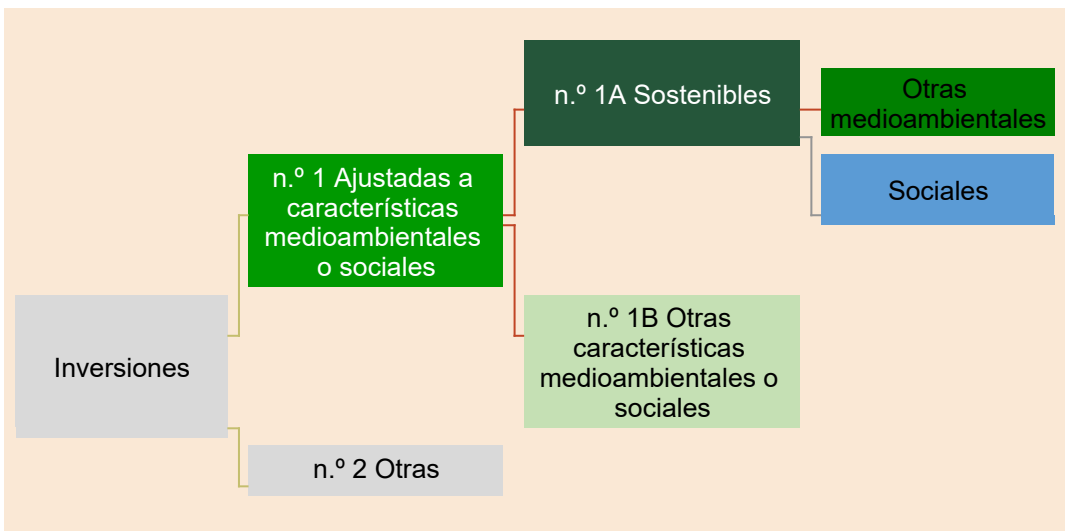 Inversiones
n.º 1 Ajustadas a
características
medioambientales
o sociales
n.º 2 Otras
n.º 1A Sostenibles
n.º 1B Otras
características
medioambientales o
sociales
Otras
medioambientales
Sociales